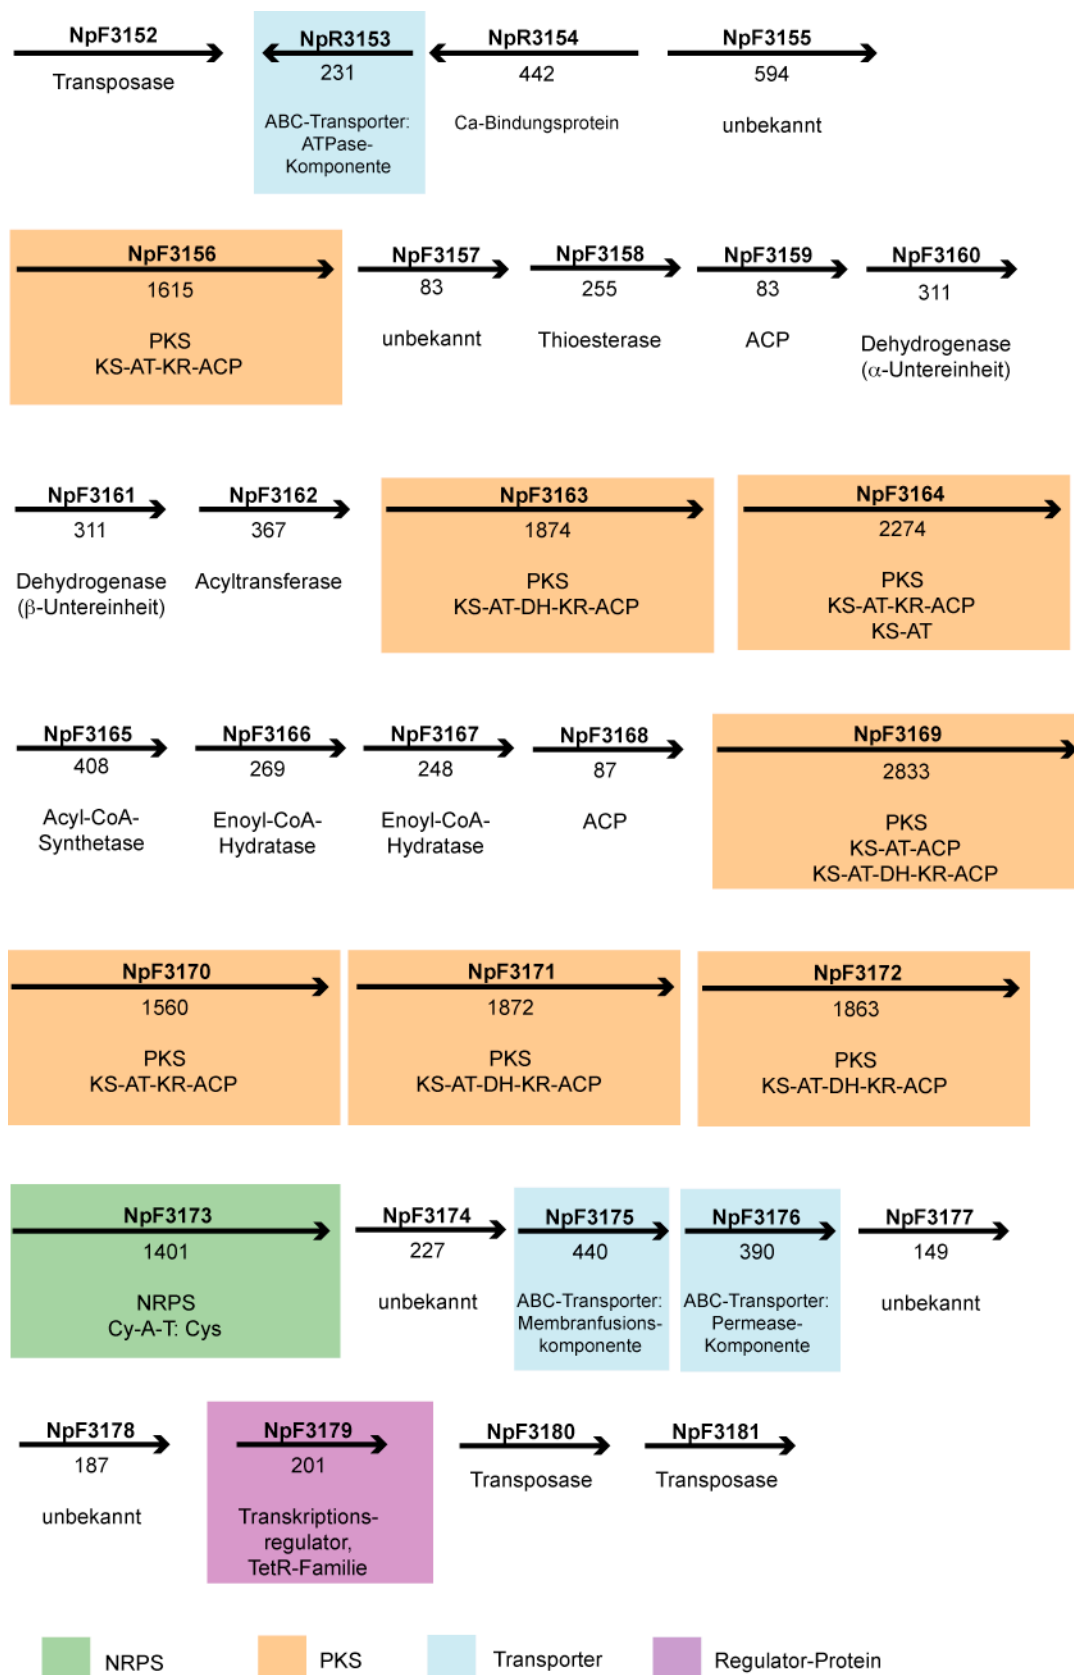 NpF3152 NpR3153 NpR3154 NpF3155
Transposase 231 442 594
ABC-Transporter: Ca-Bindungsprotein unbekannt
ATPase-
Komponente
NpF3156 NpF3157 NpF3158 NpF3159 NpF3160
1615 83 255 83 311
PKS unbekannt Thioesterase ACP Dehydrogenase
KS-AT-KR-ACP (α-Untereinheit)
NpF3161 NpF3162 NpF3163 NpF3164
311 367 1874 2274
Dehydrogenase Acyltransferase PKS PKS
(β-Untereinheit) KS-AT-DH-KR-ACP KS-AT-KR-ACP
KS-AT
NpF3165 NpF3166 NpF3167 NpF3168 NpF3169
408 269 248 87 2833
Acyl-CoA- Enoyl-CoA- Enoyl-CoA- ACP PKS
Synthetase Hydratase Hydratase KS-AT-ACP
KS-AT-DH-KR-ACP
NpF3170 NpF3171 NpF3172
1560 1872 1863
PKS PKS PKS
KS-AT-KR-ACP KS-AT-DH-KR-ACP KS-AT-DH-KR-ACP
NpF3173 NpF3174 NpF3175 NpF3176 NpF3177
1401 227 440 390 149
NRPS unbekannt ABC-Transporter: ABC-Transporter: unbekannt
Cy-A-T: Cys Membranfusions- Permease-
komponente Komponente
NpF3178 NpF3179 NpF3180 NpF3181
187 201 Transposase Transposase
unbekannt Transkriptions-
regulator,
TetR-Familie
NRPS PKS Transporter Regulator-Protein